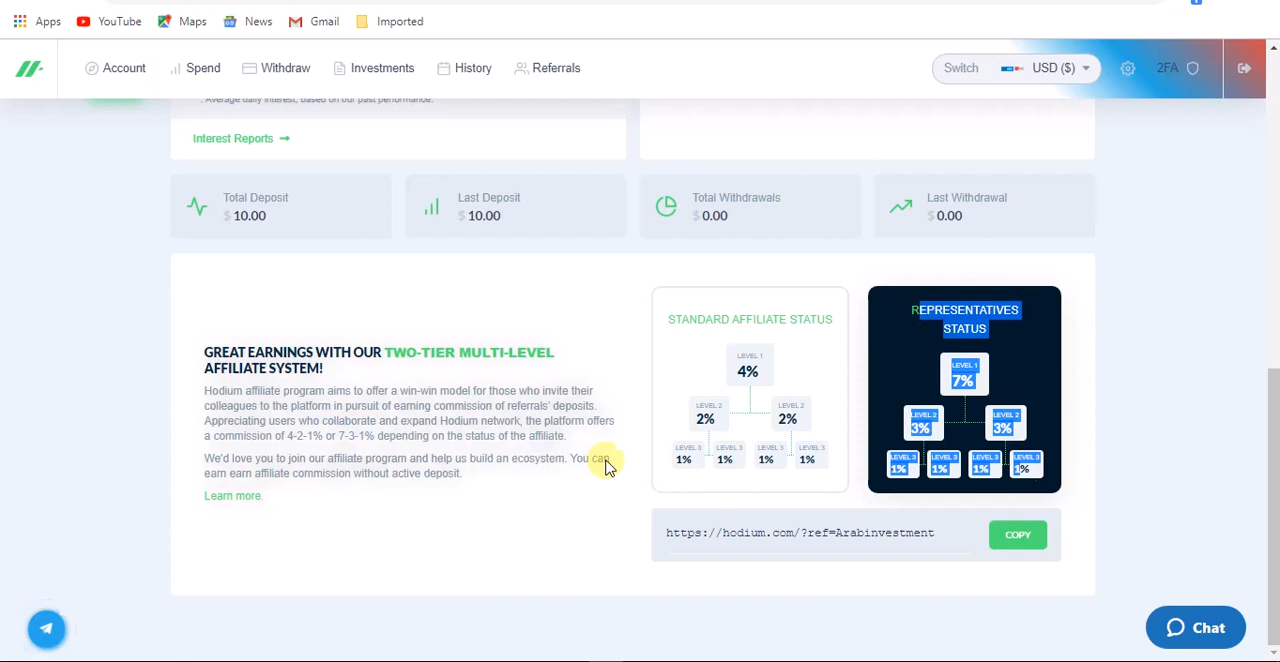 Apps YouTube Maps News Gmail Imported
Account Spend Withdraw Investments History Referrals Switch USD ($) 2FA
. Average daily interest, based on our past performance.
Interest Reports
Total Deposit
$ 10.00
Last Deposit
$ 10.00
Total Withdrawals
$ 0.00
Last Withdrawal
$ 0.00
GREAT EARNINGS WITH OUR TWO-TIER MULTI-LEVEL
AFFILIATE SYSTEM!
Hodium affiliate program aims to offer a win-win model for those who invite their
colleagues to the platform in pursuit of earning commission of referrals' deposits.
Appreciating users who collaborate and expand Hodium network, the platform offers
a commission of 4-2-1% or 7-3-1% depending on the status of the affiliate.
We'd love you to join our affiliate program and help us build an ecosystem. You can
earn earn affiliate commission without active deposit.
Learn more.
STANDARD AFFILIATE STATUS
LEVEL 1
4%
LEVEL 2 LEVEL 2
2% 2%
LEVEL 3 LEVEL 3 LEVEL 3 LEVEL 3
1% 1% 1% 1%
REPRESENTATIVES
STATUS
LEVEL 1
7%
LEVEL 2 LEVEL 2
3% 3%
LEVEL 3 LEVEL 3 LEVEL 3 LEVEL 3
1% 1% 1% 1%
https://hodium.com/?ref=Arabinvestment COPY
Chat